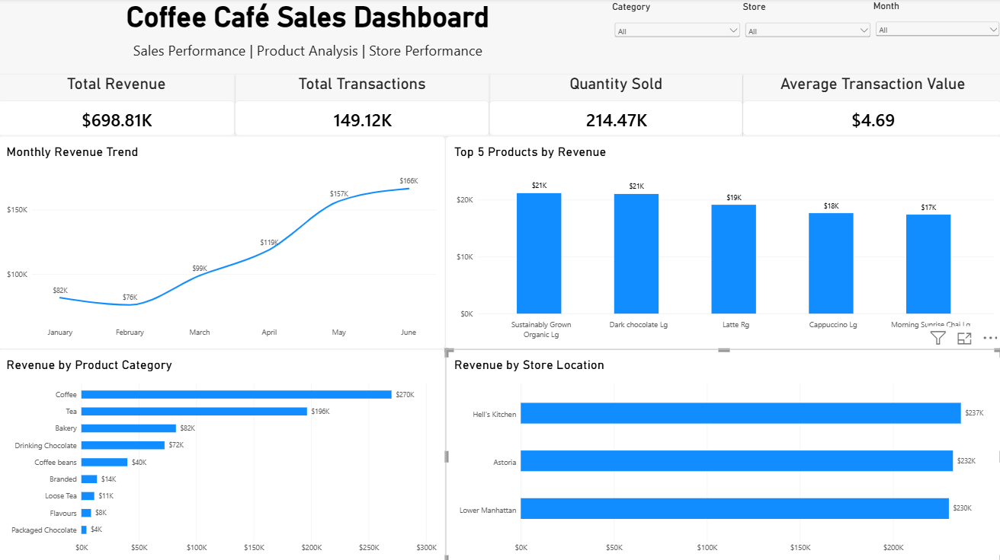 Coffee Café Sales Dashboard
Sales Performance | Product Analysis | Store Performance
Category
Store
Month
All
All
All
Total Revenue
Total Transactions
Quantity Sold
Average Transaction Value
$698.81K
149.12K
214.47K
$4.69
Monthly Revenue Trend
$150K
$100K
$82K
$76K
$99K
$119K
$157K
$166K
January
February
March
April
May
June
Top 5 Products by Revenue
$20K
$10K
$0K
$21K
$21K
$19K
$18K
$17K
Sustainably Grown
Organic Lg
Dark chocolate Lg
Latte Rg
Cappuccino Lg
Morning Sunrise Chai Lg
Revenue by Product Category
Coffee
$270K
Tea
$196K
Bakery
$82K
Drinking Chocolate
$72K
Coffee beans
$40K
Branded
$14K
Loose Tea
$11K
Flavours
$8K
Packaged Chocolate
$4K
$0K
$50K
$100K
$150K
$200K
$250K
$300K
Revenue by Store Location
Hell's Kitchen
$237K
Astoria
$232K
Lower Manhattan
$230K
$0K
$50K
$100K
$150K
$200K